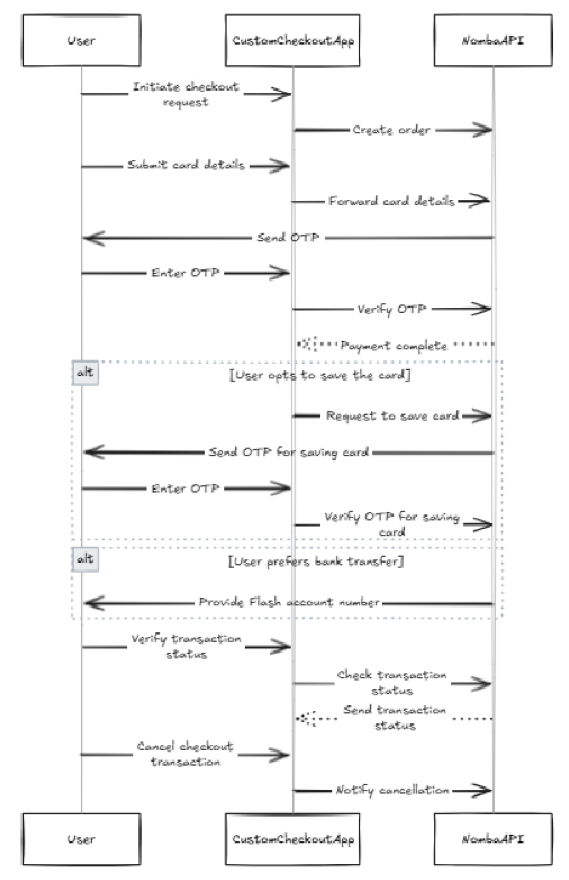 User
CustomCheckoutApp
NombaAPI
Initiate checkout
request
Create order
Submit card details
Forward card details
Send OTP
Enter OTP
Verify OTP
Payment complete
alt
[User opts to save the card]
Request to save card
Send OTP for saving card
Enter OTP
Verify OTP for saving
card
alt
[User prefers bank transfer]
Provide Flash account number
Verify transaction
status
Check transaction
status
Send transaction
status
Cancel checkout
transaction
Notify cancellation
User
CustomCheckoutApp
NombaAPI